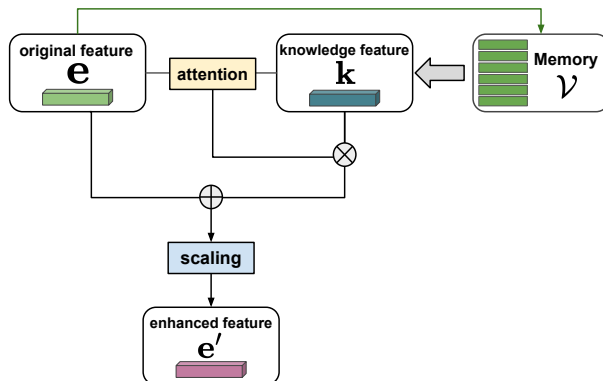 original feature
e
attention
knowledge feature
k
Memory
𝒱
scaling
enhanced feature
e′